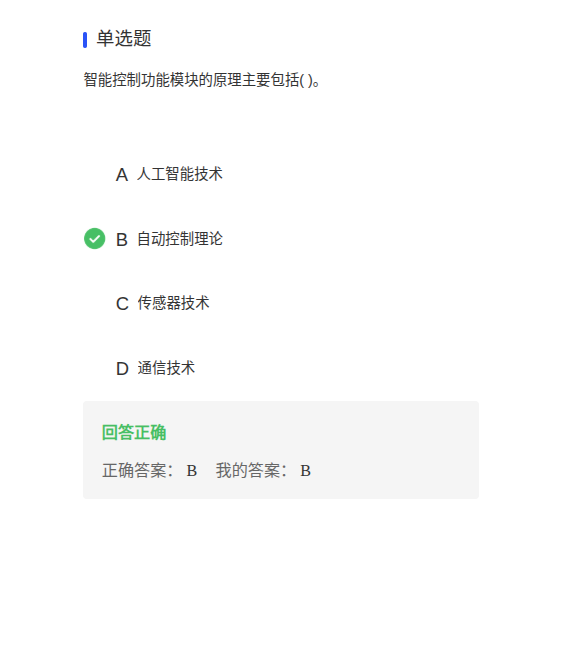 单选题
智能控制功能模块的原理主要包括( )。
A 人工智能技术
B 自动控制理论
C 传感器技术
D 通信技术
回答正确
正确答案： B 我的答案： B